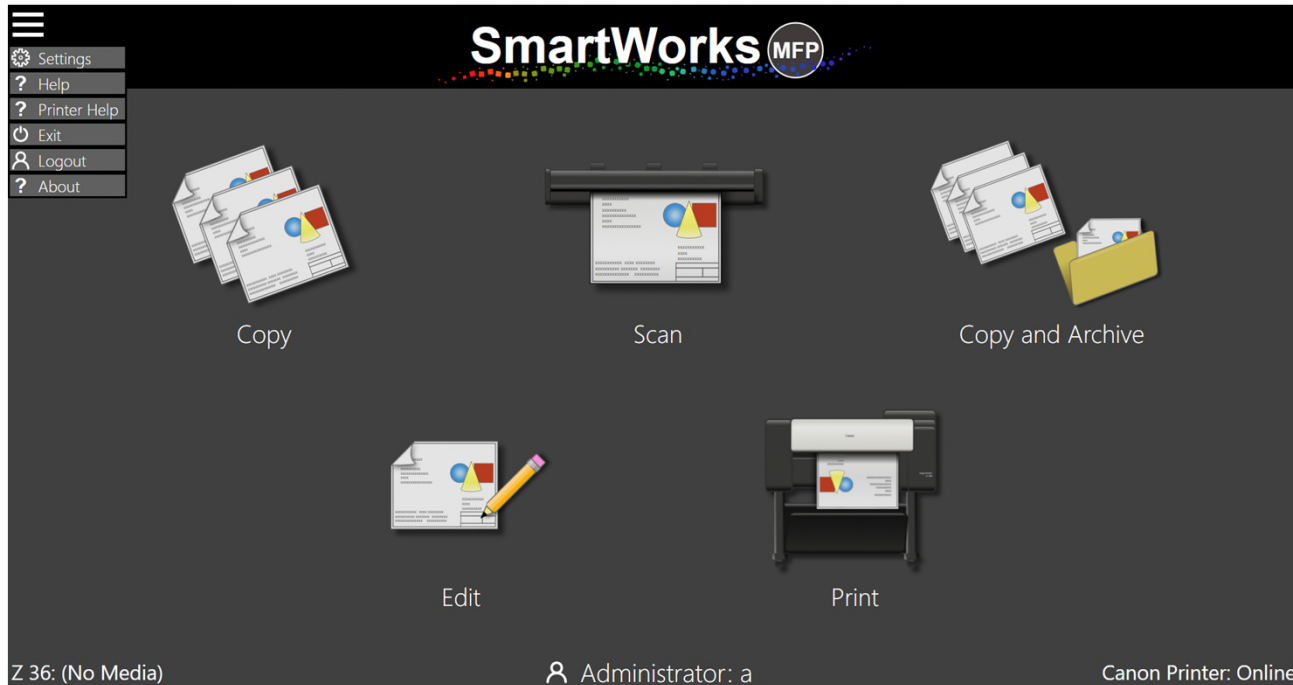 SmartWorks MFP
Settings
? Help
? Printer Help
Exit
Logout
? About
Copy
Scan
Copy and Archive
Edit
Print
Z 36: (No Media)
Administrator: a
Canon Printer: Online